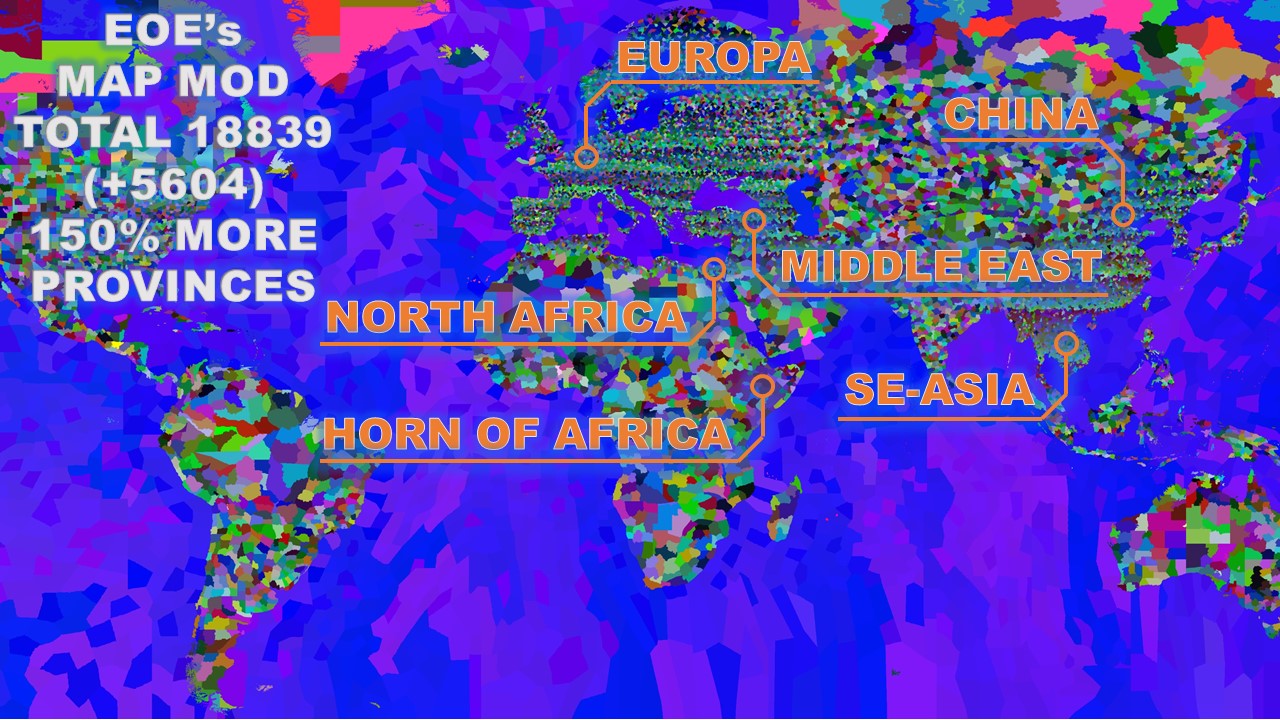 EOE’s
MAP MOD
TOTAL 18839
(+5604)
150% MORE
PROVINCES
EUROPA
CHINA
MIDDLE EAST
NORTH AFRICA
SE-ASIA
HORN OF AFRICA